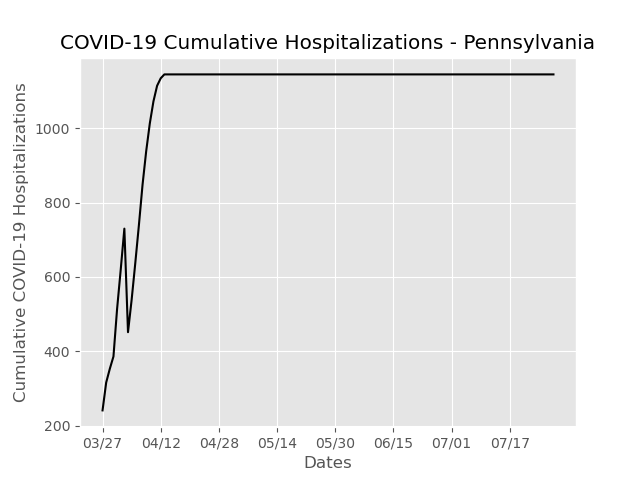 COVID-19 Cumulative Hospitalizations - Pennsylvania
Cumulative COVID-19 Hospitalizations
1000
800
600
400
200
03/27 04/12 04/28 05/14 05/30 06/15 07/01 07/17
Dates